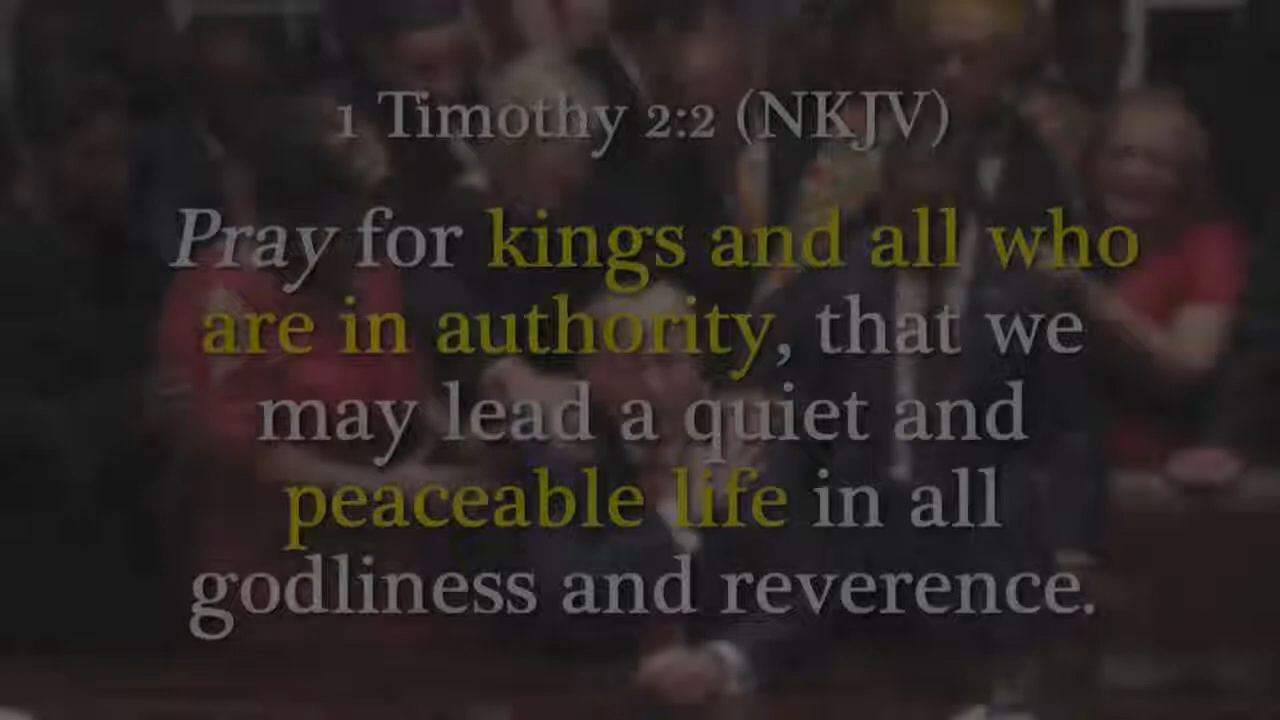 1 Timothy 2:2 (NKJV)
Pray for kings and all who
are in authority, that we
may lead a quiet and
peaceable life in all
godliness and reverence.